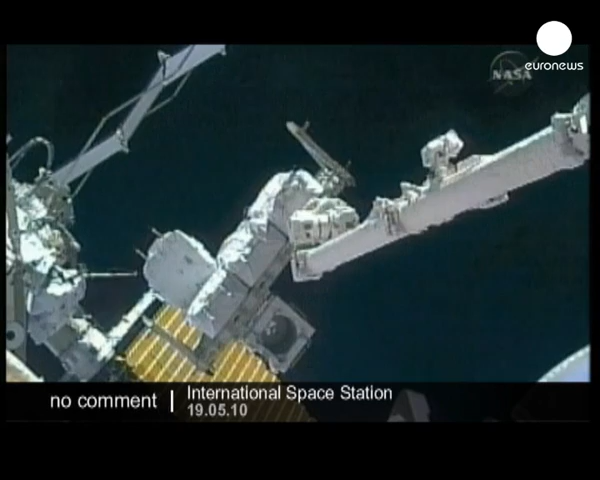 euronews
NASA
no comment
International Space Station
19.05.10